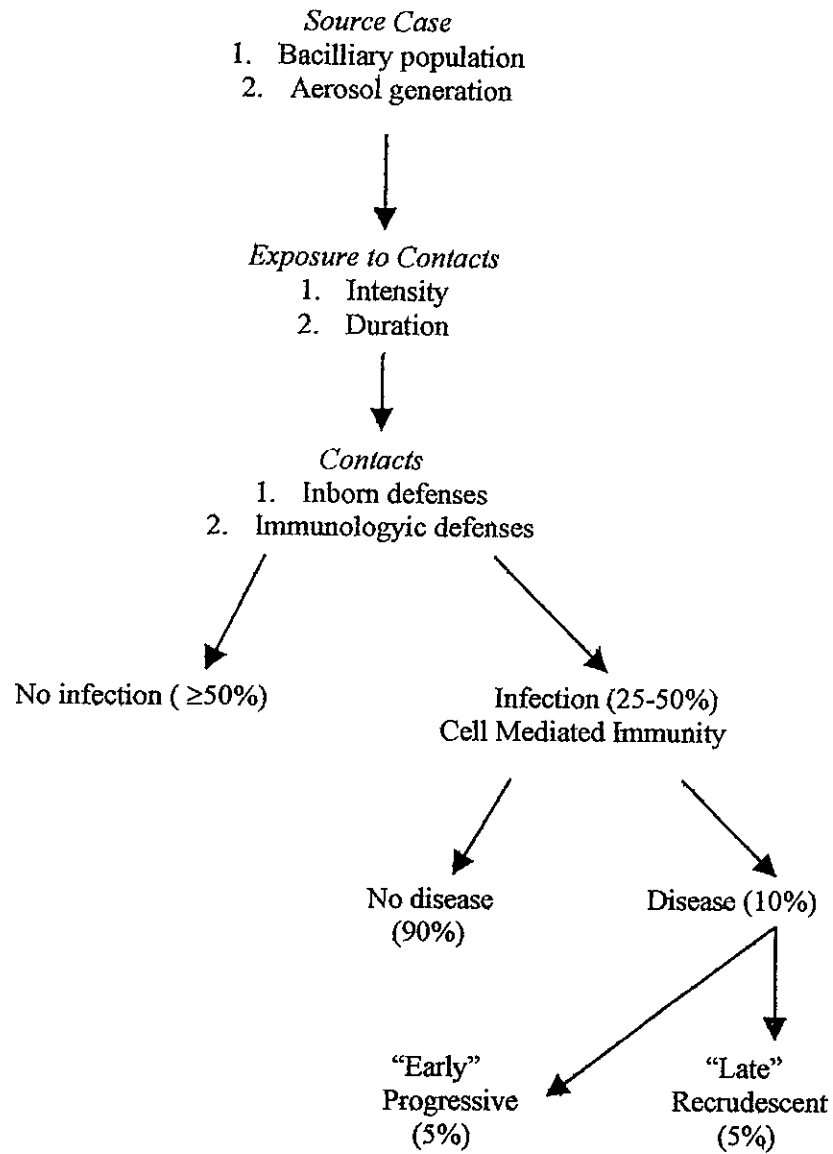 Source Case
1. Bacilliary population
2. Aerosol generation
Exposure to Contacts
1. Intensity
2. Duration
Contacts
1. Inborn defenses
2. Immunologyic defenses
No infection ( ≥50%)
Infection (25-50%)
Cell Mediated Immunity
No disease
(90%)
Disease (10%)
“Early”
Progressive
(5%)
“Late”
Recrudescent
(5%)